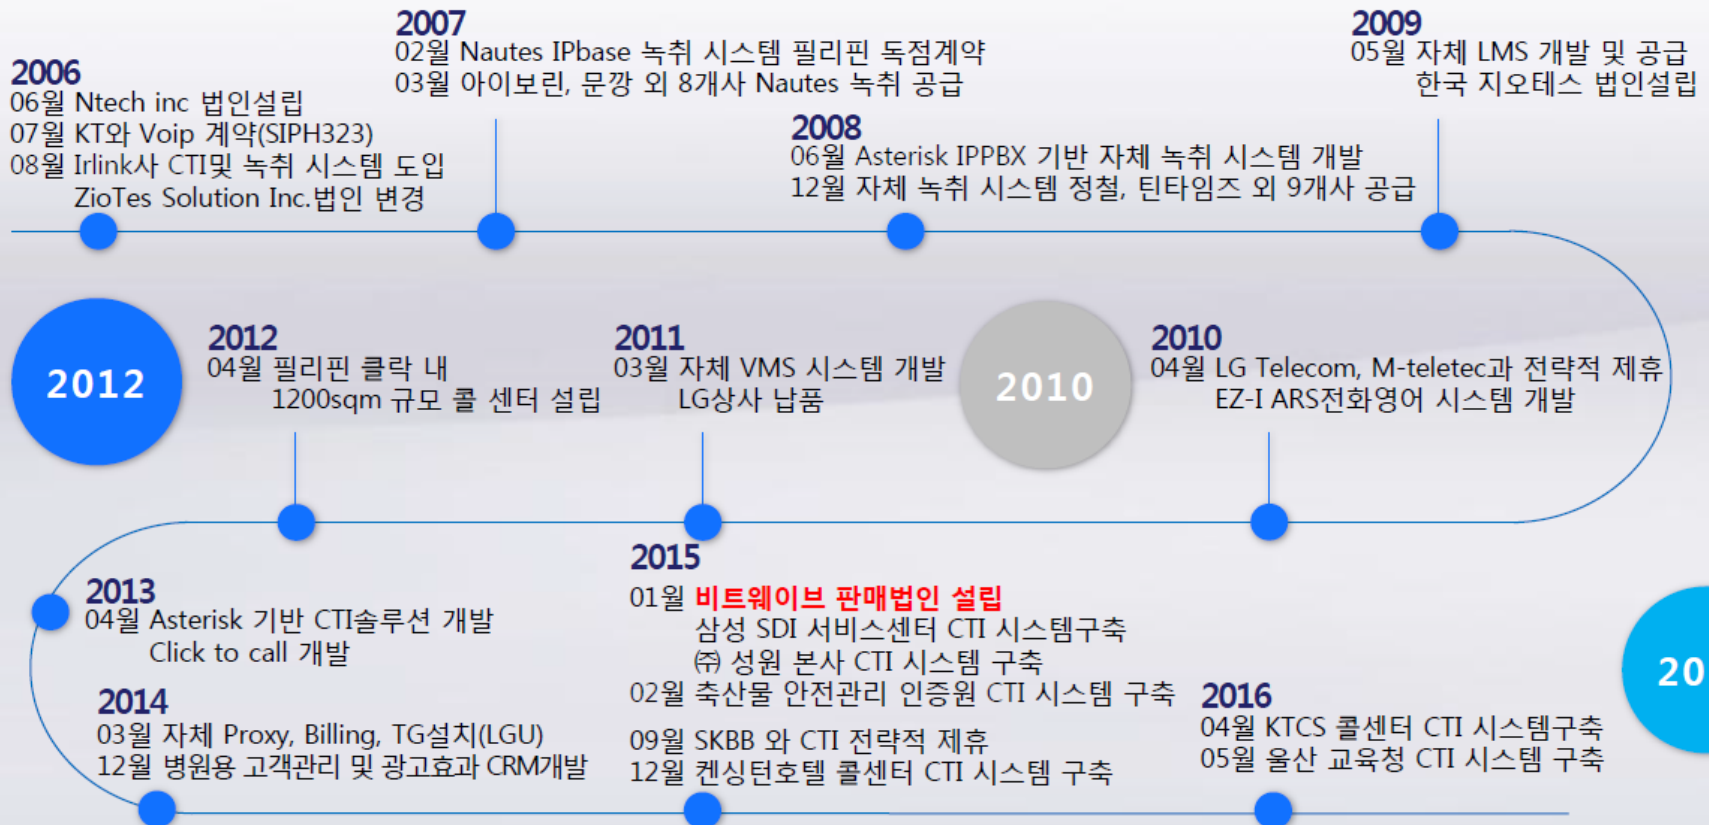 2006
06월 Ntech inc 법인설립
07월 KT와 Voip 계약(SIPH323)
08월 Irlink사 CTI및 녹취 시스템 도입
ZioTes Solution Inc.법인 변경
2007
02월 Nautes IPbase 녹취 시스템 필리핀 독점계약
03월 아이보린, 문깡 외 8개사 Nautes 녹취 공급
2008
06월 Asterisk IPPBX 기반 자체 녹취 시스템 개발
12월 자체 녹취 시스템 정철, 틴타임즈 외 9개사 공급
2009
05월 자체 LMS 개발 및 공급
한국 지오테스 법인설립
2010
2010
04월 LG Telecom, M-teletec과 전략적 제휴
EZ-I ARS전화영어 시스템 개발
2011
03월 자체 VMS 시스템 개발
LG상사 납품
2012
2012
04월 필리핀 클락 내
1200sqm 규모 콜 센터 설립
2013
04월 Asterisk 기반 CTI솔루션 개발
Click to call 개발
2014
03월 자체 Proxy, Billing, TG설치(LGU)
12월 병원용 고객관리 및 광고효과 CRM개발
2015
01월 비트웨이브 판매법인 설립
삼성 SDI 서비스센터 CTI 시스템구축
㈜ 성원 본사 CTI 시스템 구축
02월 축산물 안전관리 인증원 CTI 시스템 구축
09월 SKBB 와 CTI 전략적 제휴
12월 켄싱턴호텔 콜센터 CTI 시스템 구축
2016
04월 KTCS 콜센터 CTI 시스템구축
05월 울산 교육청 CTI 시스템 구축
20